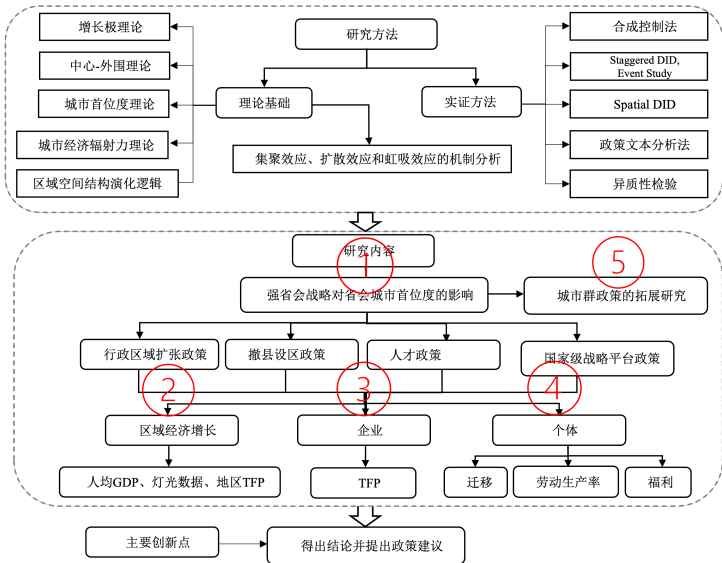 增长极理论
研究方法
合成控制法
中心-外围理论
Staggered DID,
Event Study
城市首位度理论
理论基础
实证方法
Spatial DID
城市经济辐射力理论
政策文本分析法
集聚效应、扩散效应和虹吸效应的机制分析
区域空间结构演化逻辑
异质性检验
研究内容
①
⑤
强省会战略对省会城市首位度的影响
城市群政策的拓展研究
行政区域扩张政策
撤县设区政策
人才政策
国家级战略平台政策
②
③
④
区域经济增长
企业
个体
人均GDP、灯光数据、地区TFP
TFP
迁移
劳动生产率
福利
主要创新点
得出结论并提出政策建议